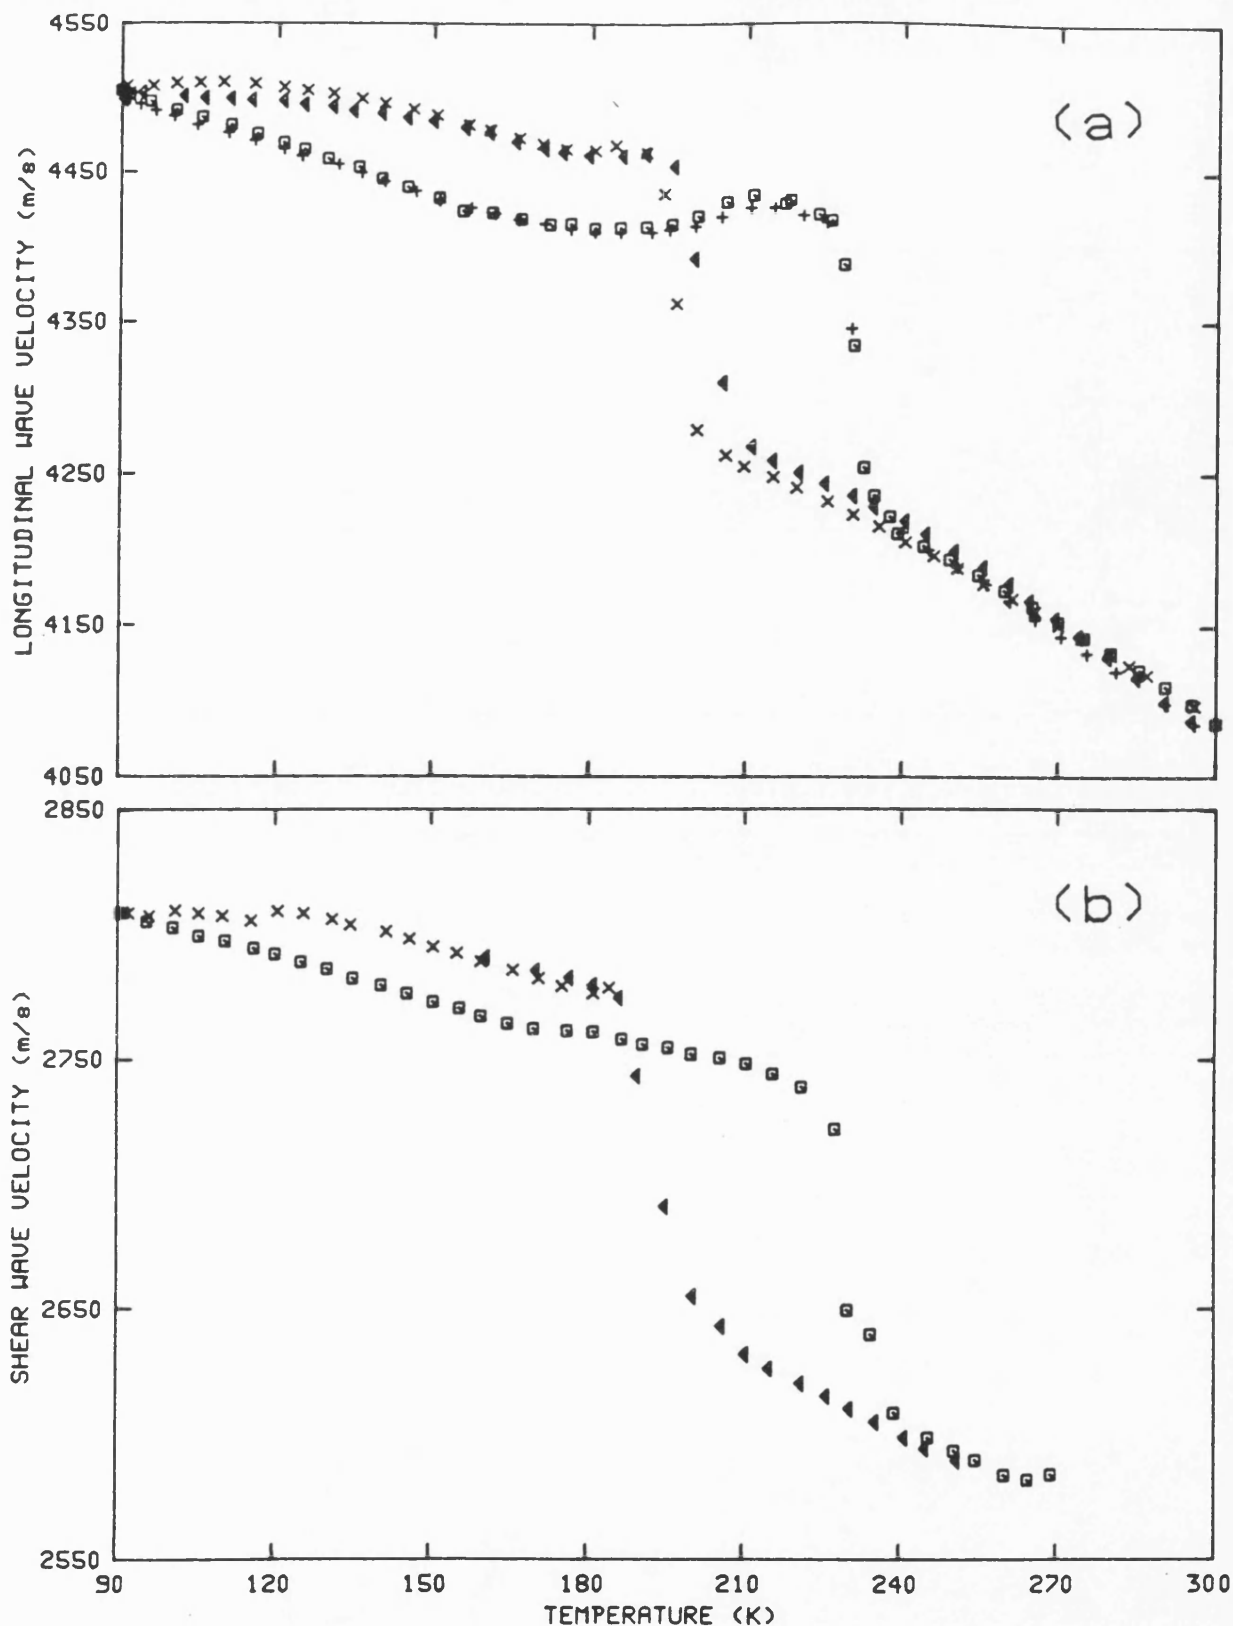 4550
(a)
4450
4350
4250
4150
4050
LONGITUDINAL WAVE VELOCITY (m/s)
2850
(b)
2750
2650
2550
SHEAR WAVE VELOCITY (m/s)
90 120 150 180 210 240 270 300
TEMPERATURE (K)